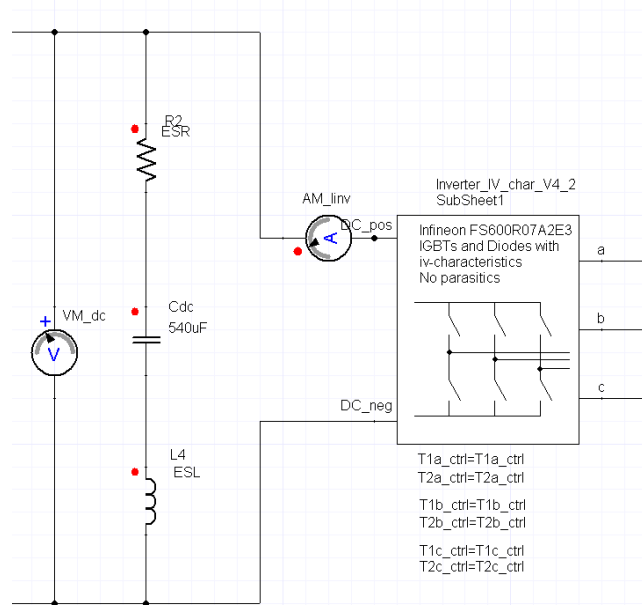 R2
ESR
AM_Iinv
DC_pos
A
Inverter_IV_char_V4_2
SubSheet1
Infineon FS600R07A2E3
IGBTs and Diodes with
iv-characteristics
No parasitics
a
b
c
+
VM_dc
V
Cdc
540uF
DC_neg
L4
ESL
T1a_ctrl=T1a_ctrl
T2a_ctrl=T2a_ctrl
T1b_ctrl=T1b_ctrl
T2b_ctrl=T2b_ctrl
T1c_ctrl=T1c_ctrl
T2c_ctrl=T2c_ctrl